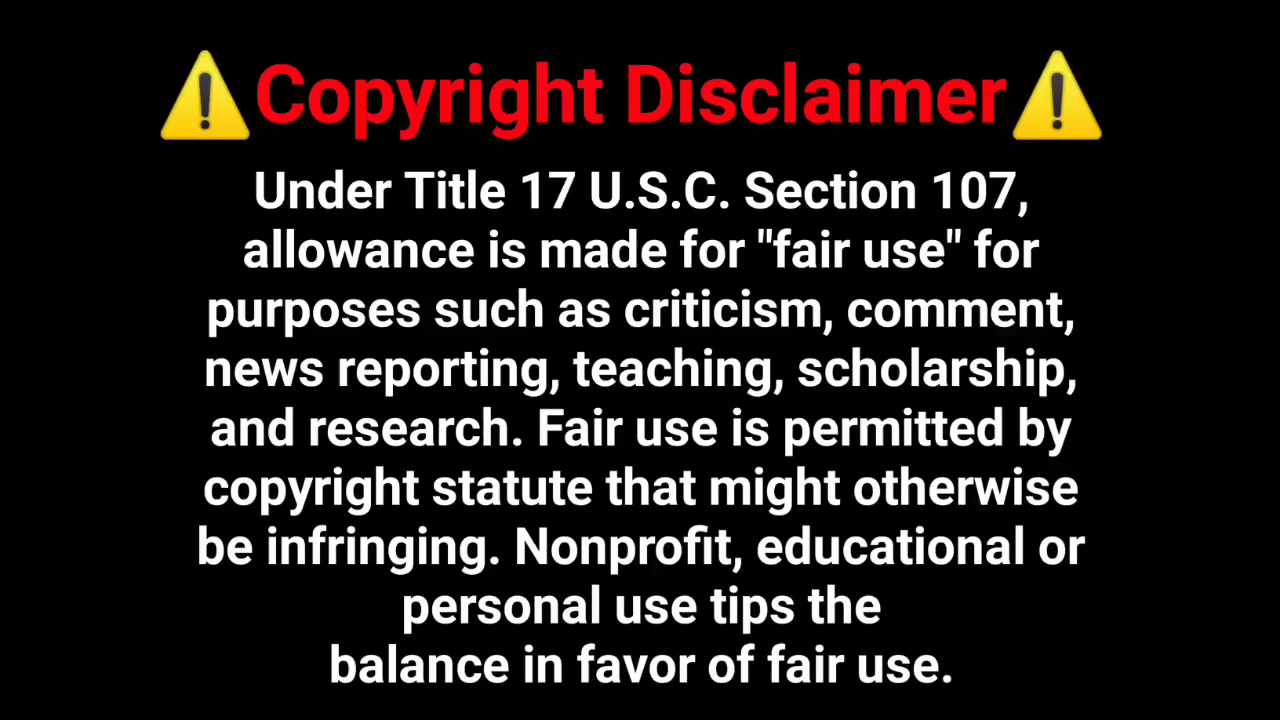 ⚠️Copyright Disclaimer⚠️
Under Title 17 U.S.C. Section 107,
allowance is made for "fair use" for
purposes such as criticism, comment,
news reporting, teaching, scholarship,
and research. Fair use is permitted by
copyright statute that might otherwise
be infringing. Nonprofit, educational or
personal use tips the
balance in favor of fair use.